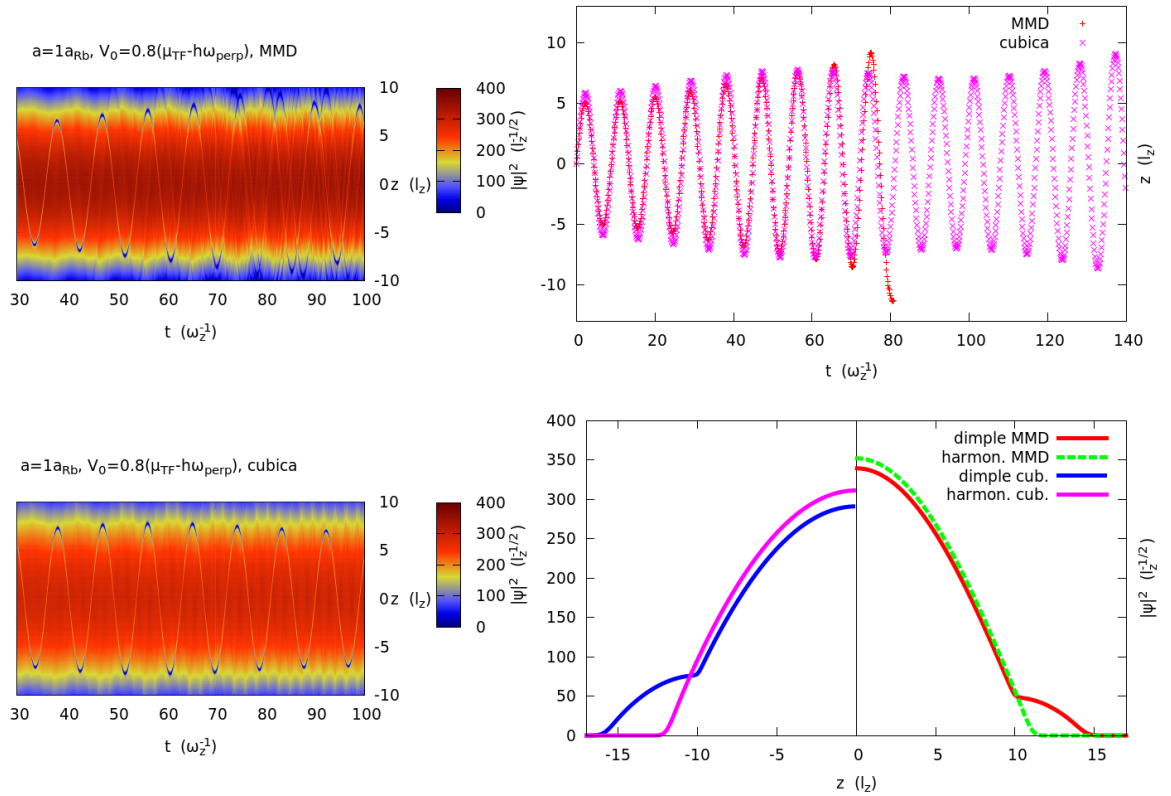 a=1a_Rb, V_0=0.8(μ_TF-hω_perp), MMD
10
5
0
-5
-10
z (l_z)
400
300
200
100
0
|ψ|^2 (l_z^-1/2)
30 40 50 60 70 80 90 100
t (ω_z^-1)
MMD
cubica
10
5
0
-5
-10
z (l_z)
0 20 40 60 80 100 120 140
t (ω_z^-1)
a=1a_Rb, V_0=0.8(μ_TF-hω_perp), cubica
10
5
0
-5
-10
z (l_z)
400
300
200
100
0
|ψ|^2 (l_z^-1/2)
30 40 50 60 70 80 90 100
t (ω_z^-1)
400
350
300
250
200
150
100
50
0
dimple MMD
harmon. MMD
dimple cub.
harmon. cub.
|ψ|^2 (l_z^-1/2)
-15 -10 -5 0 5 10 15
z (l_z)